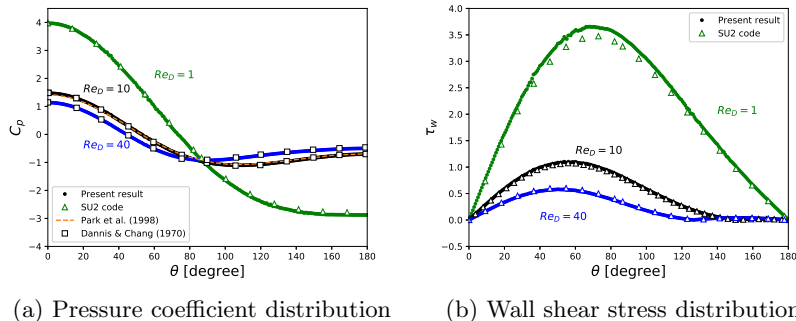 4
3
2
1
0
−1
−2
−3
−4
C_p
Re_D = 1
Re_D = 10
Re_D = 40
Present result
SU2 code
Park et al. (1998)
Dannis & Chang (1970)
0 20 40 60 80 100 120 140 160 180
θ [degree]
(a) Pressure coefficient distribution
4.0
3.5
3.0
2.5
2.0
1.5
1.0
0.5
0.0
−0.5
τ_w
Present result
SU2 code
Re_D = 1
Re_D = 10
Re_D = 40
0 20 40 60 80 100 120 140 160 180
θ [degree]
(b) Wall shear stress distribution